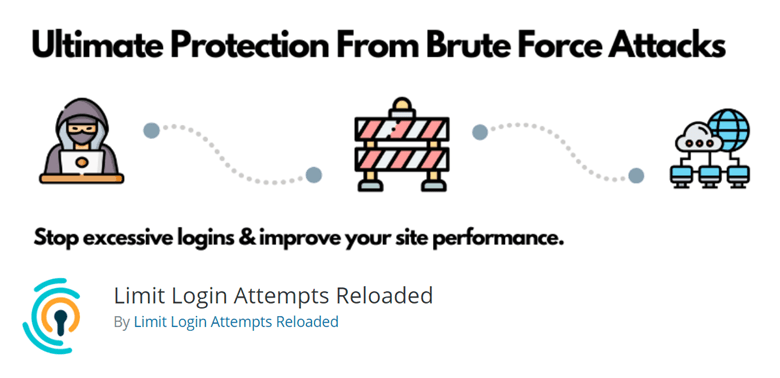 Ultimate Protection From Brute Force Attacks
Stop excessive logins & improve your site performance.
Limit Login Attempts Reloaded
By Limit Login Attempts Reloaded